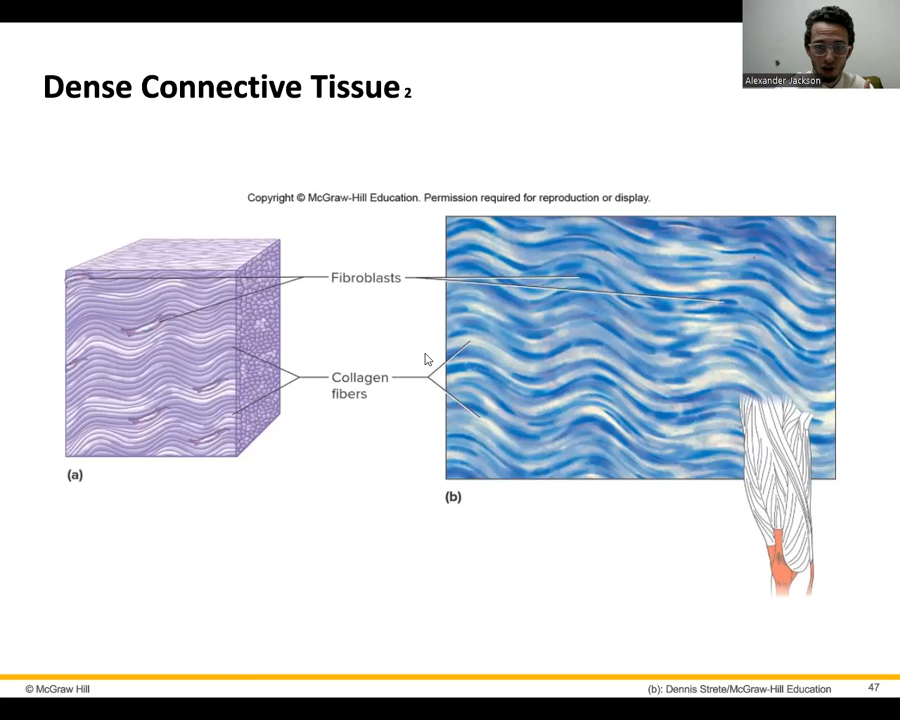 Alexander Jackson
Dense Connective Tissue 2
Copyright © McGraw-Hill Education. Permission required for reproduction or display.
Fibroblasts
Collagen
fibers
(a)
(b)
© McGraw Hill
(b): Dennis Strete/McGraw-Hill Education
47